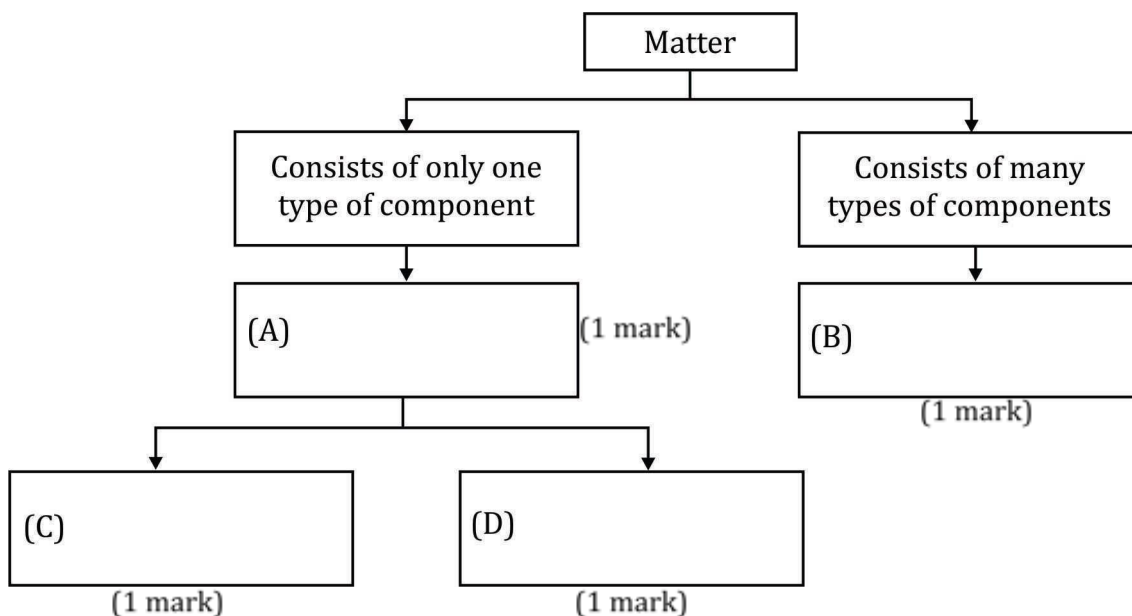 Matter
Consists of only one
type of component
Consists of many
types of components
(A)
(1 mark)
(B)
(1 mark)
(C)
(D)
(1 mark)
(1 mark)